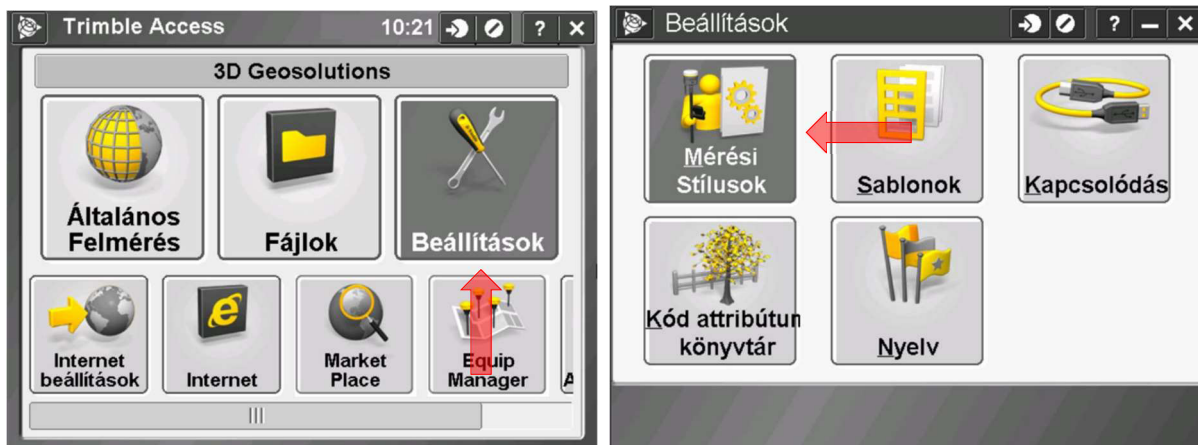 Trimble Access
10:21
?
×
3D Geosolutions
Általános
Felmérés
Fájlok
Beállítások
Internet
beállítások
Internet
Market
Place
Equip
Manager
A
Beállítások
?
Mérési
Stílusok
Sablonok
Kapcsolódás
Kód attribútun
könyvtár
Nyelv